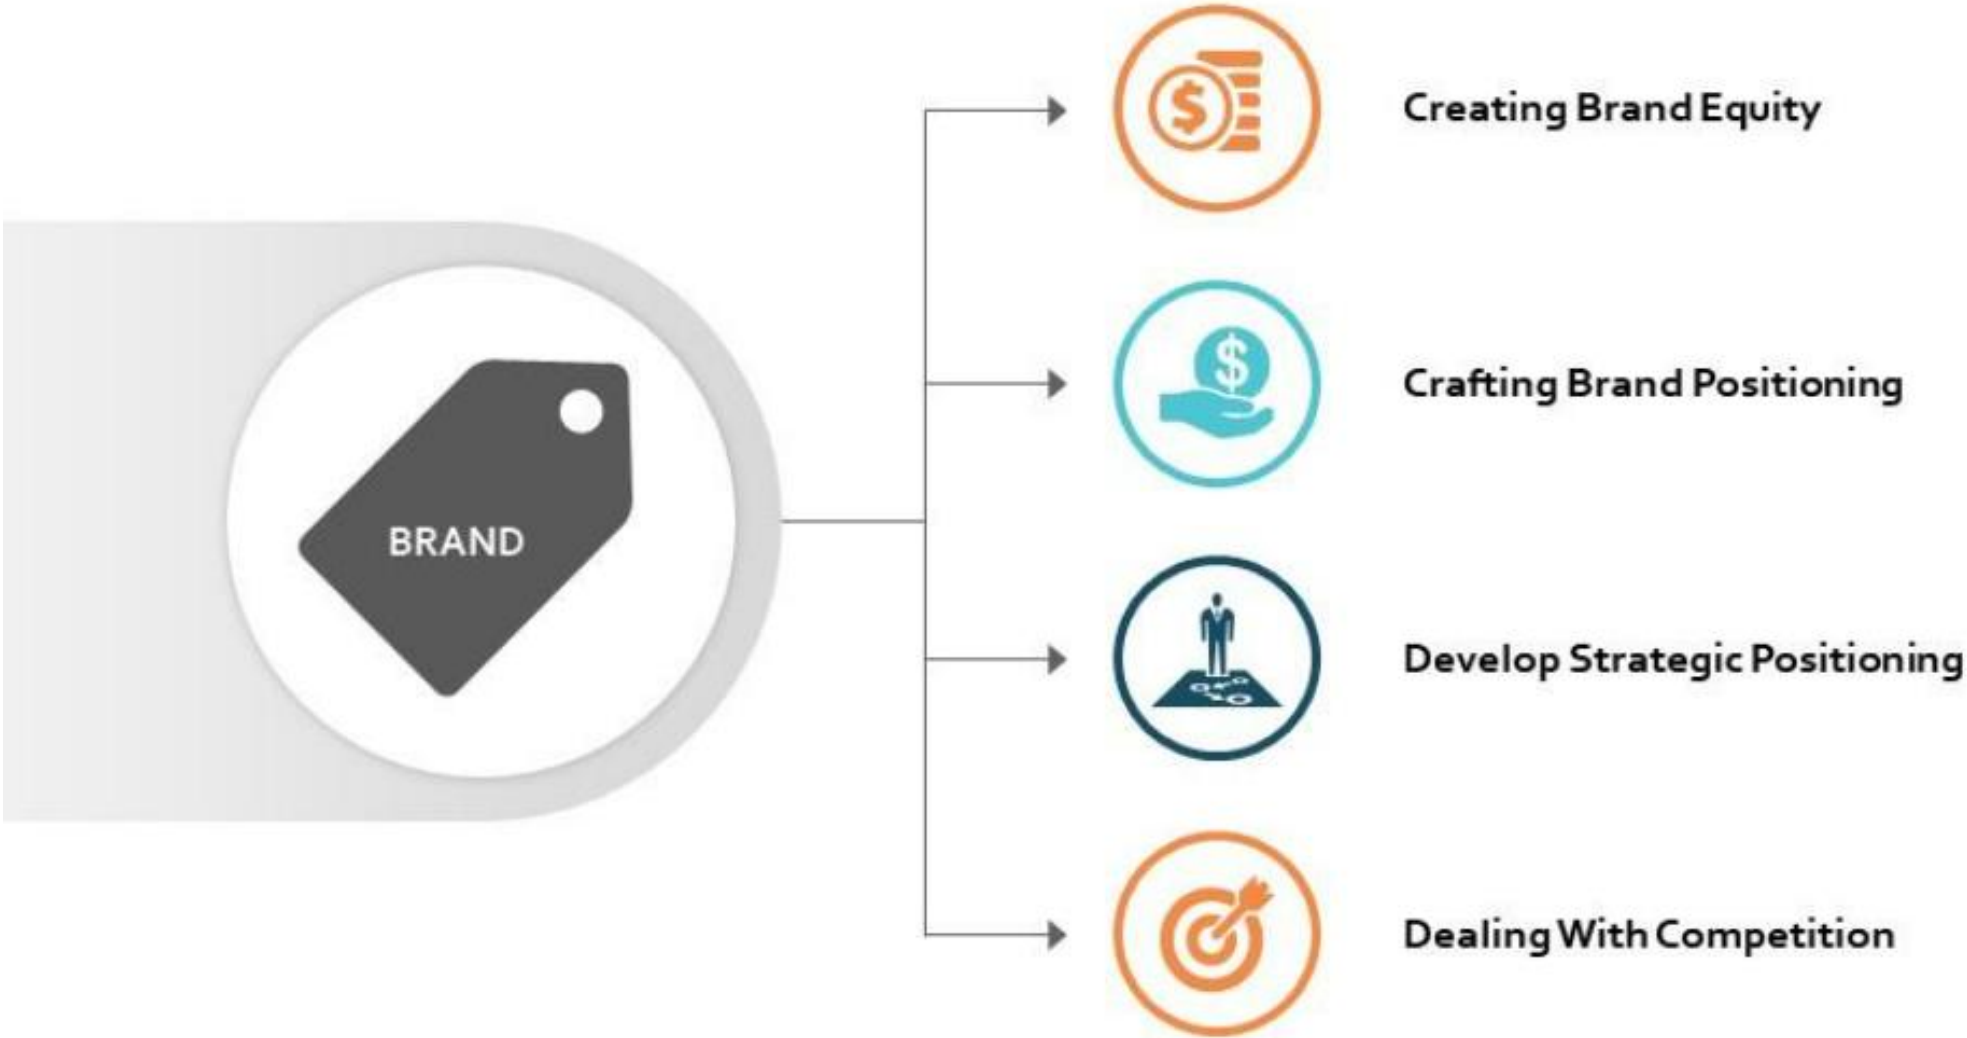 Creating Brand Equity
Crafting Brand Positioning
BRAND
Develop Strategic Positioning
Dealing With Competition